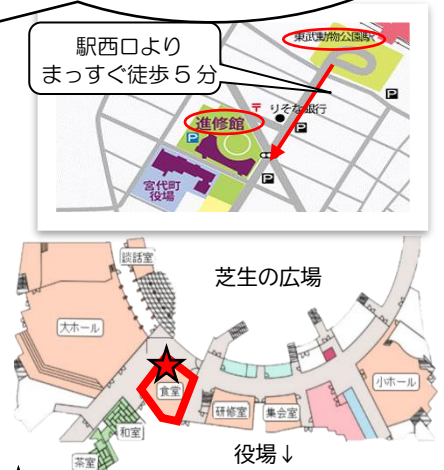 駅西口より
まっすぐ徒歩５分
東武動物公園駅
P
〒 りそな銀行
進修館
P
P
P
宮代町
役場
談話室
芝生の広場
大ホール
食堂
小ホール
研修室
集会室
和室
茶室
役場↓